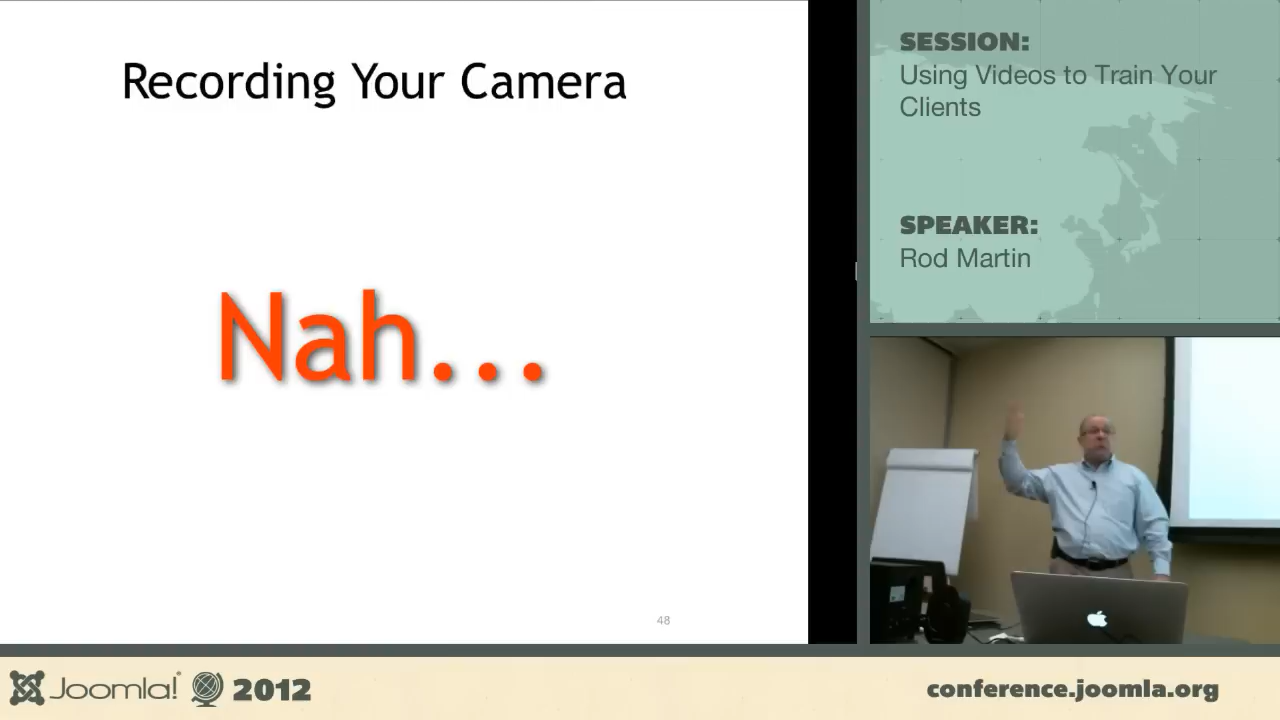 Recording Your Camera
Nah...
48
SESSION:
Using Videos to Train Your
Clients
SPEAKER:
Rod Martin
Joomla! 2012
conference.joomla.org